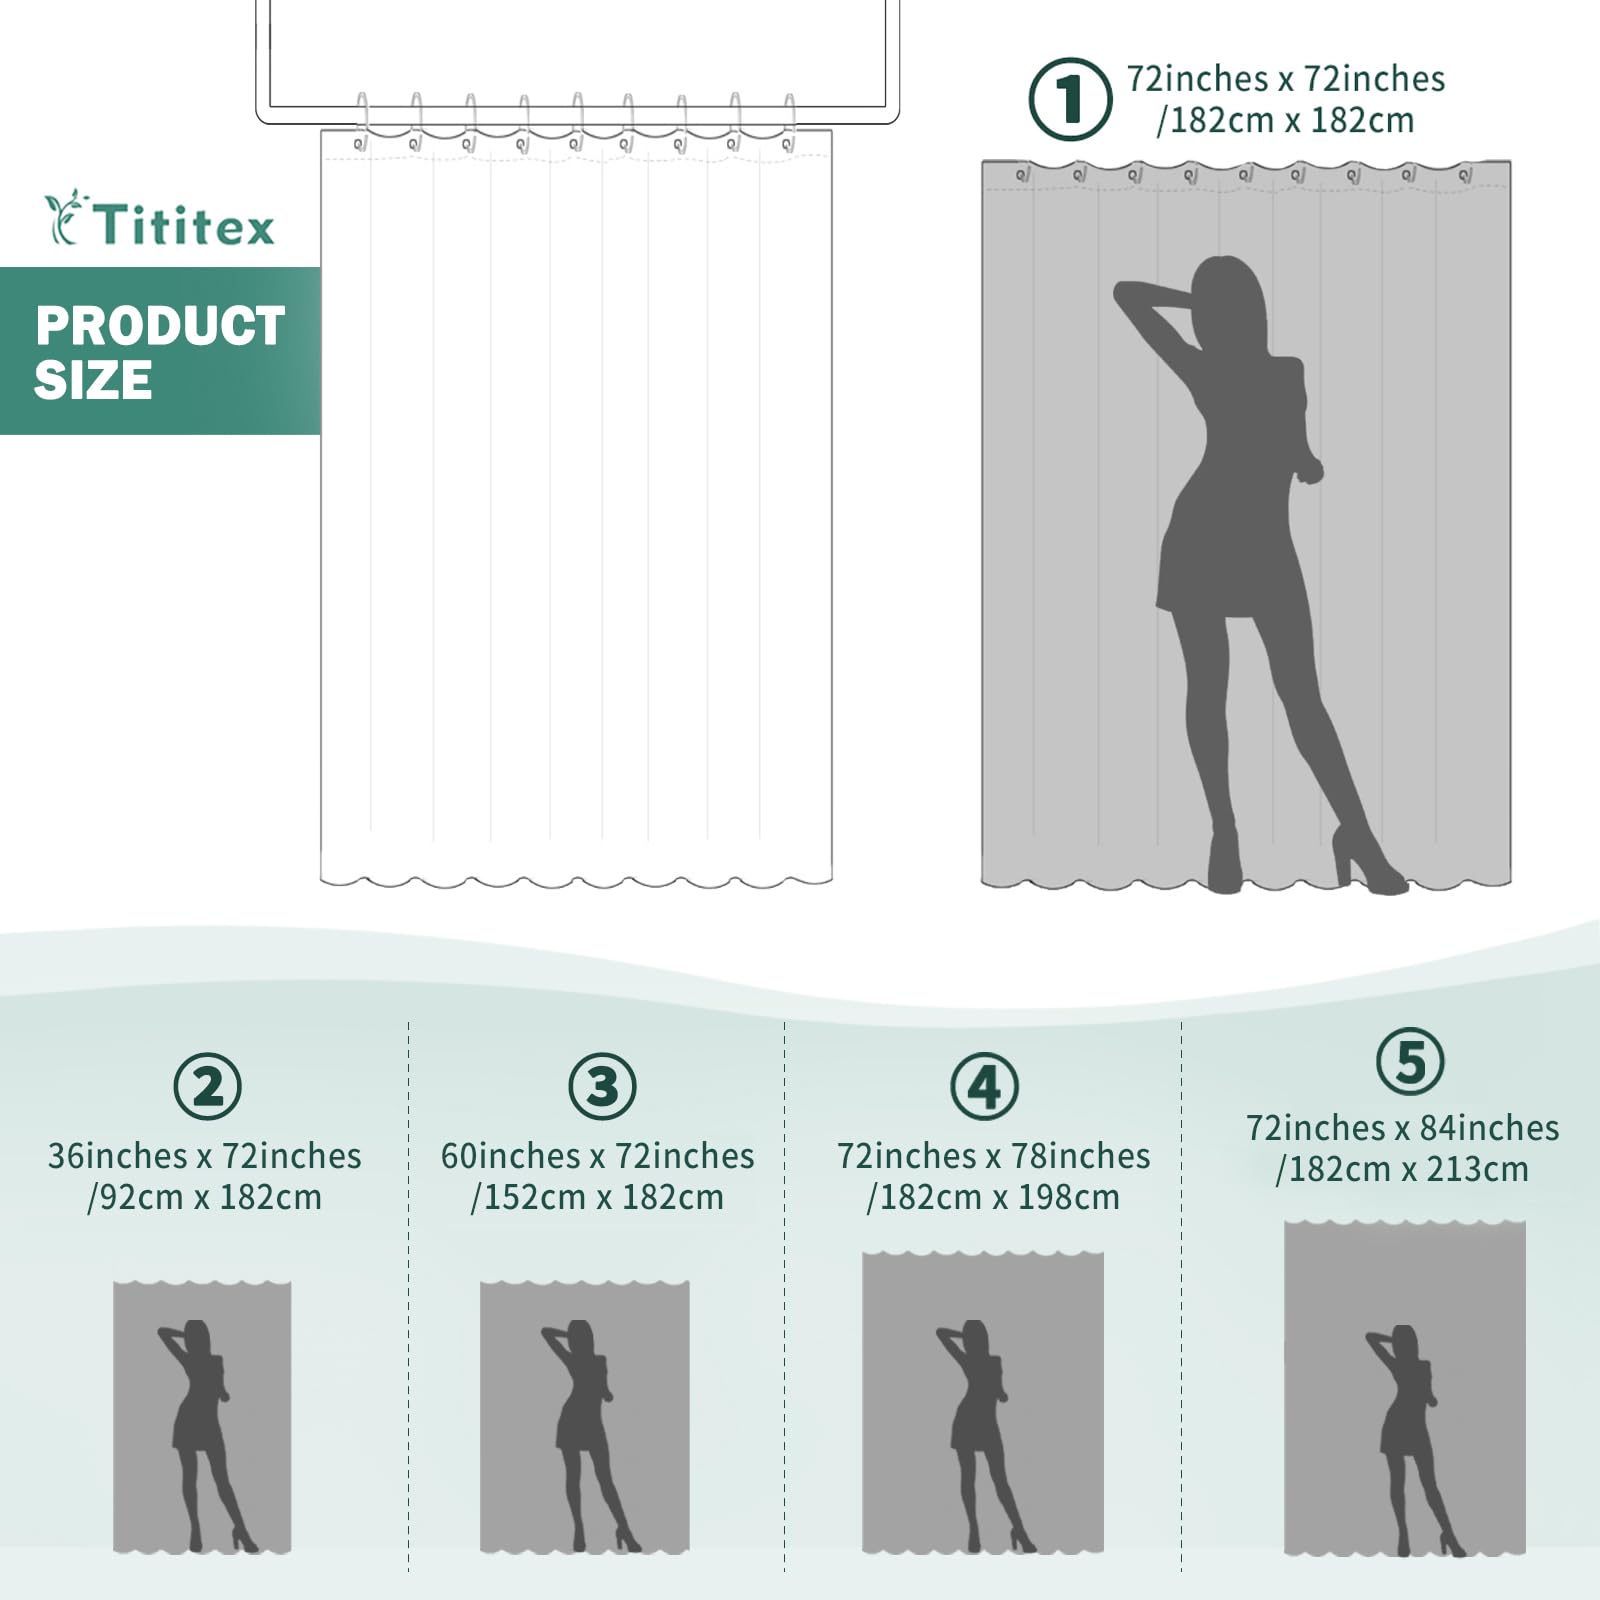 Tititex
PRODUCT
SIZE
1
72inches x 72inches
/182cm x 182cm
2
36inches x 72inches
/92cm x 182cm
3
60inches x 72inches
/152cm x 182cm
4
72inches x 78inches
/182cm x 198cm
5
72inches x 84inches
/182cm x 213cm